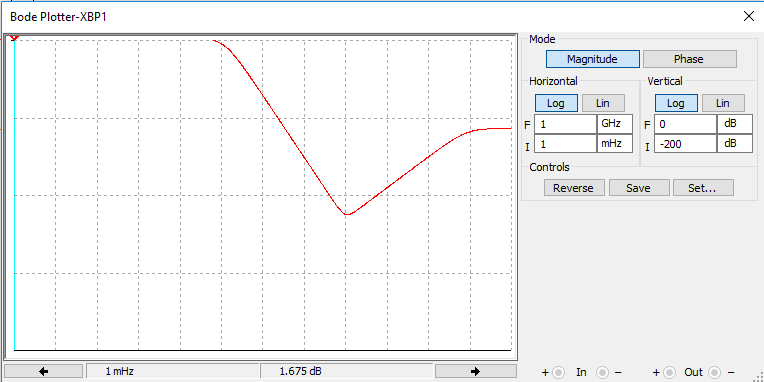 Bode Plotter-XBP1
Mode
Magnitude Phase
Horizontal Vertical
Log Lin Log Lin
F 1 GHz F 0 dB
I 1 mHz I -200 dB
Controls
Reverse Save Set...
1 mHz 1.675 dB
+ In − + Out −